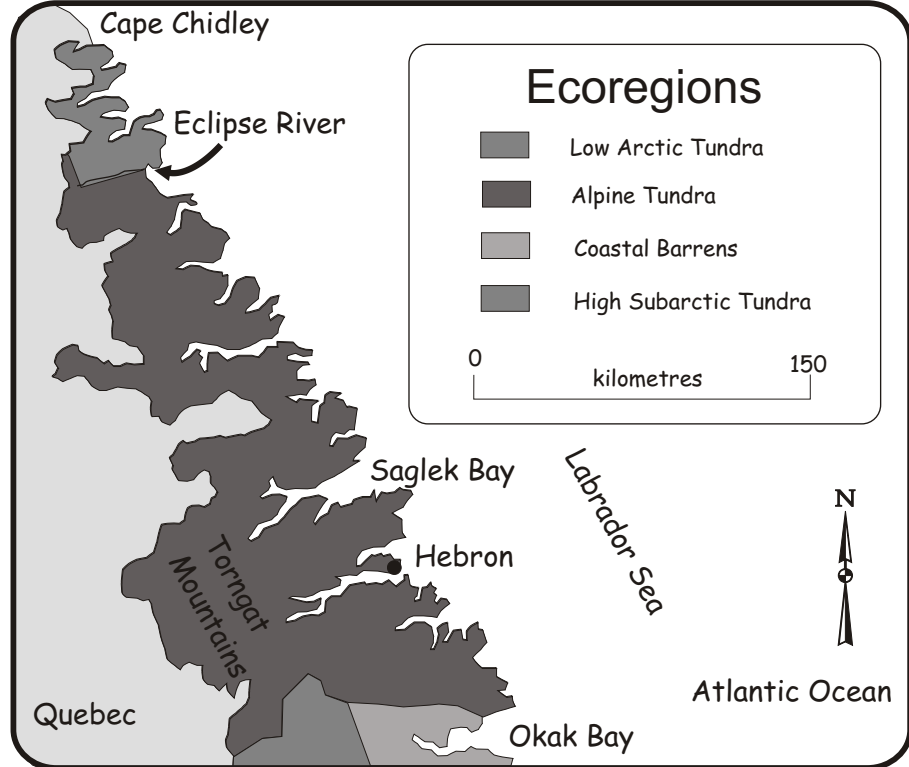 Cape Chidley
Eclipse River
Ecoregions
Low Arctic Tundra
Alpine Tundra
Coastal Barrens
High Subarctic Tundra
0 150
kilometres
Saglek Bay
Labrador Sea
N
Hebron
Torngat
Mountains
Atlantic Ocean
Quebec
Okak Bay